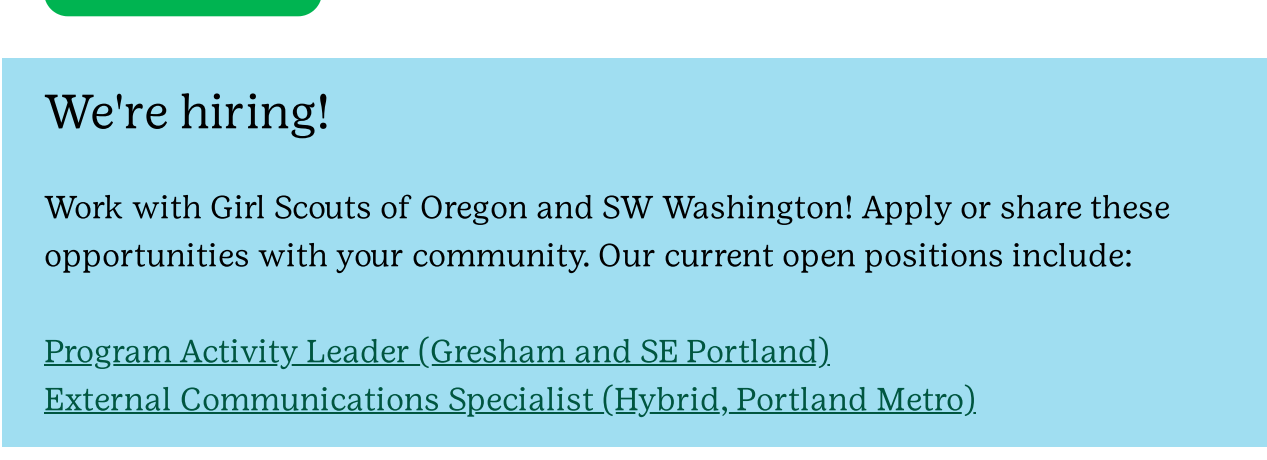 We're hiring!
Work with Girl Scouts of Oregon and SW Washington! Apply or share these
opportunities with your community. Our current open positions include:
Program Activity Leader (Gresham and SE Portland)
External Communications Specialist (Hybrid, Portland Metro)